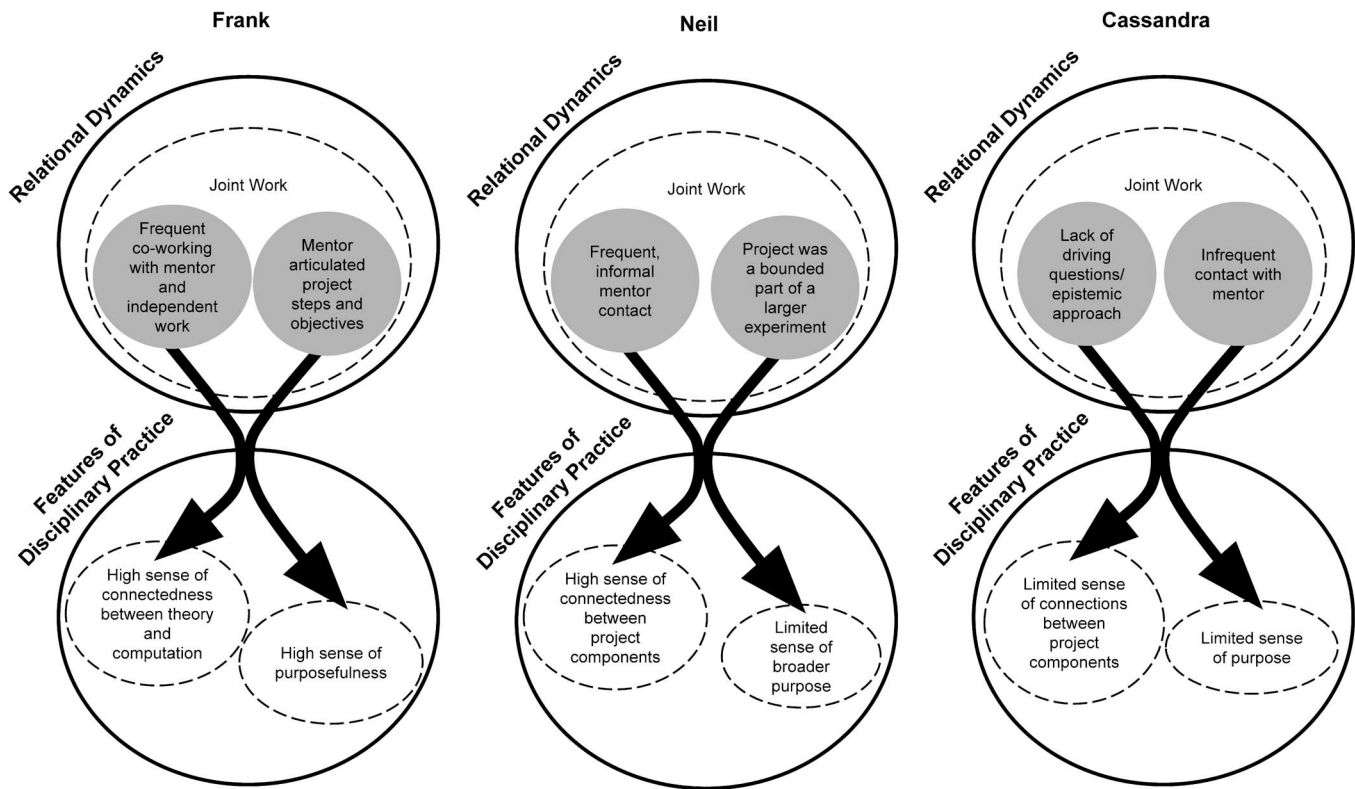 Frank
Relational Dynamics
Joint Work
Frequent
co-working
with mentor
and
independent
work
Mentor
articulated
project
steps and
objectives
Features of
Disciplinary Practice
High sense of
connectedness
between theory
and
computation
High sense of
purposefulness
Neil
Relational Dynamics
Joint Work
Frequent,
informal
mentor
contact
Project was
a bounded
part of a
larger
experiment
Features of
Disciplinary Practice
High sense of
connectedness
between
project
components
Limited
sense of
broader
purpose
Cassandra
Relational Dynamics
Joint Work
Lack of
driving
questions/
epistemic
approach
Infrequent
contact with
mentor
Features of
Disciplinary Practice
Limited sense
of connections
between
project
components
Limited sense
of purpose